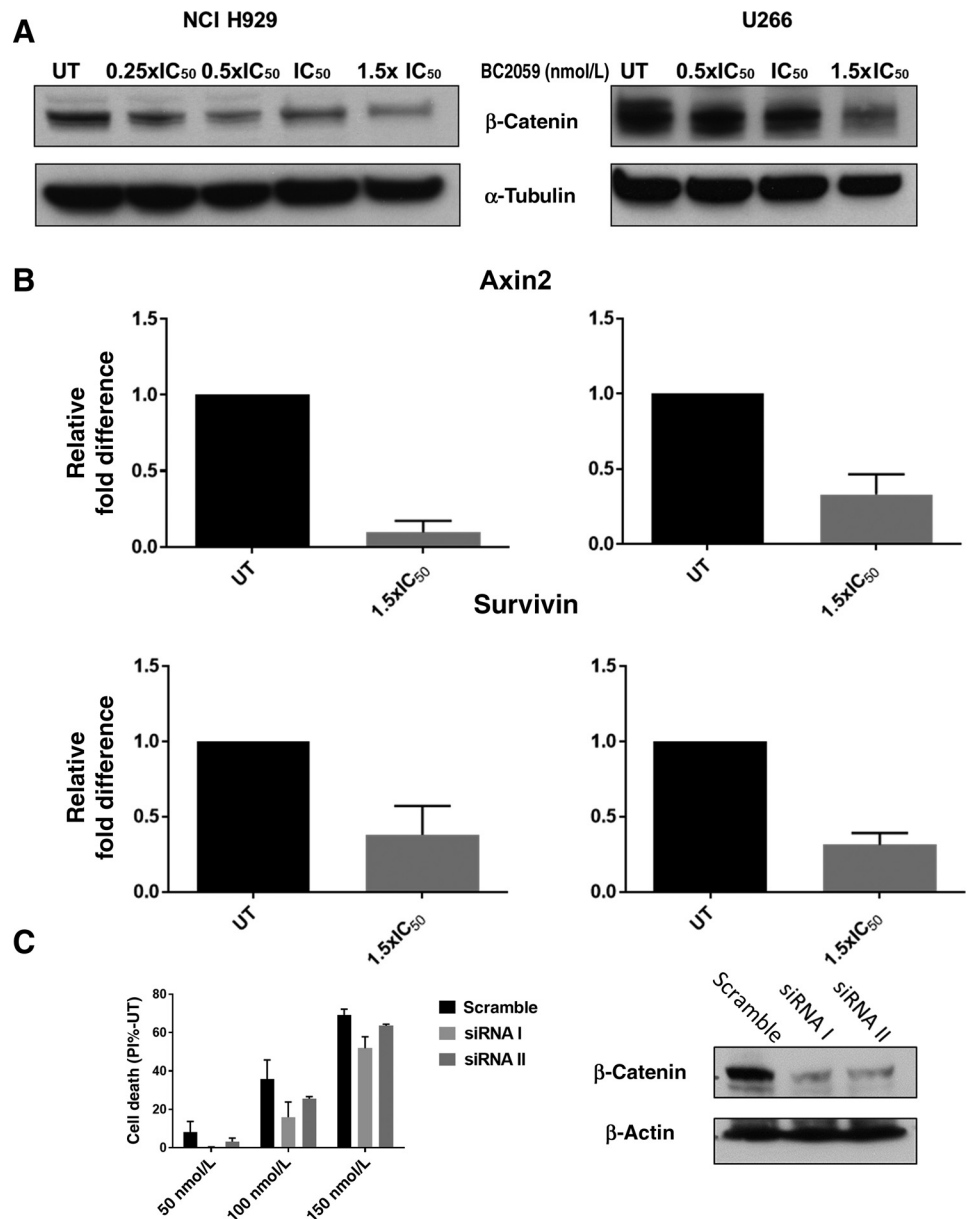 A
NCI H929
U266
UT 0.25xIC50 0.5xIC50 IC50 1.5x IC50
BC2059 (nmol/L)
UT 0.5xIC50 IC50 1.5xIC50
β-Catenin
α-Tubulin
B
Axin2
Relative
fold difference
1.5
1.0
0.5
0.0
UT
1.5xIC50
1.5
1.0
0.5
0.0
UT
1.5xIC50
Survivin
Relative
fold difference
1.5
1.0
0.5
0.0
UT
1.5xIC50
1.5
1.0
0.5
0.0
UT
1.5xIC50
C
Cell death (PI%-UT)
80
60
40
20
0
50 nmol/L
100 nmol/L
150 nmol/L
Scramble
siRNA I
siRNA II
Scramble
siRNA I
siRNA II
β-Catenin
β-Actin